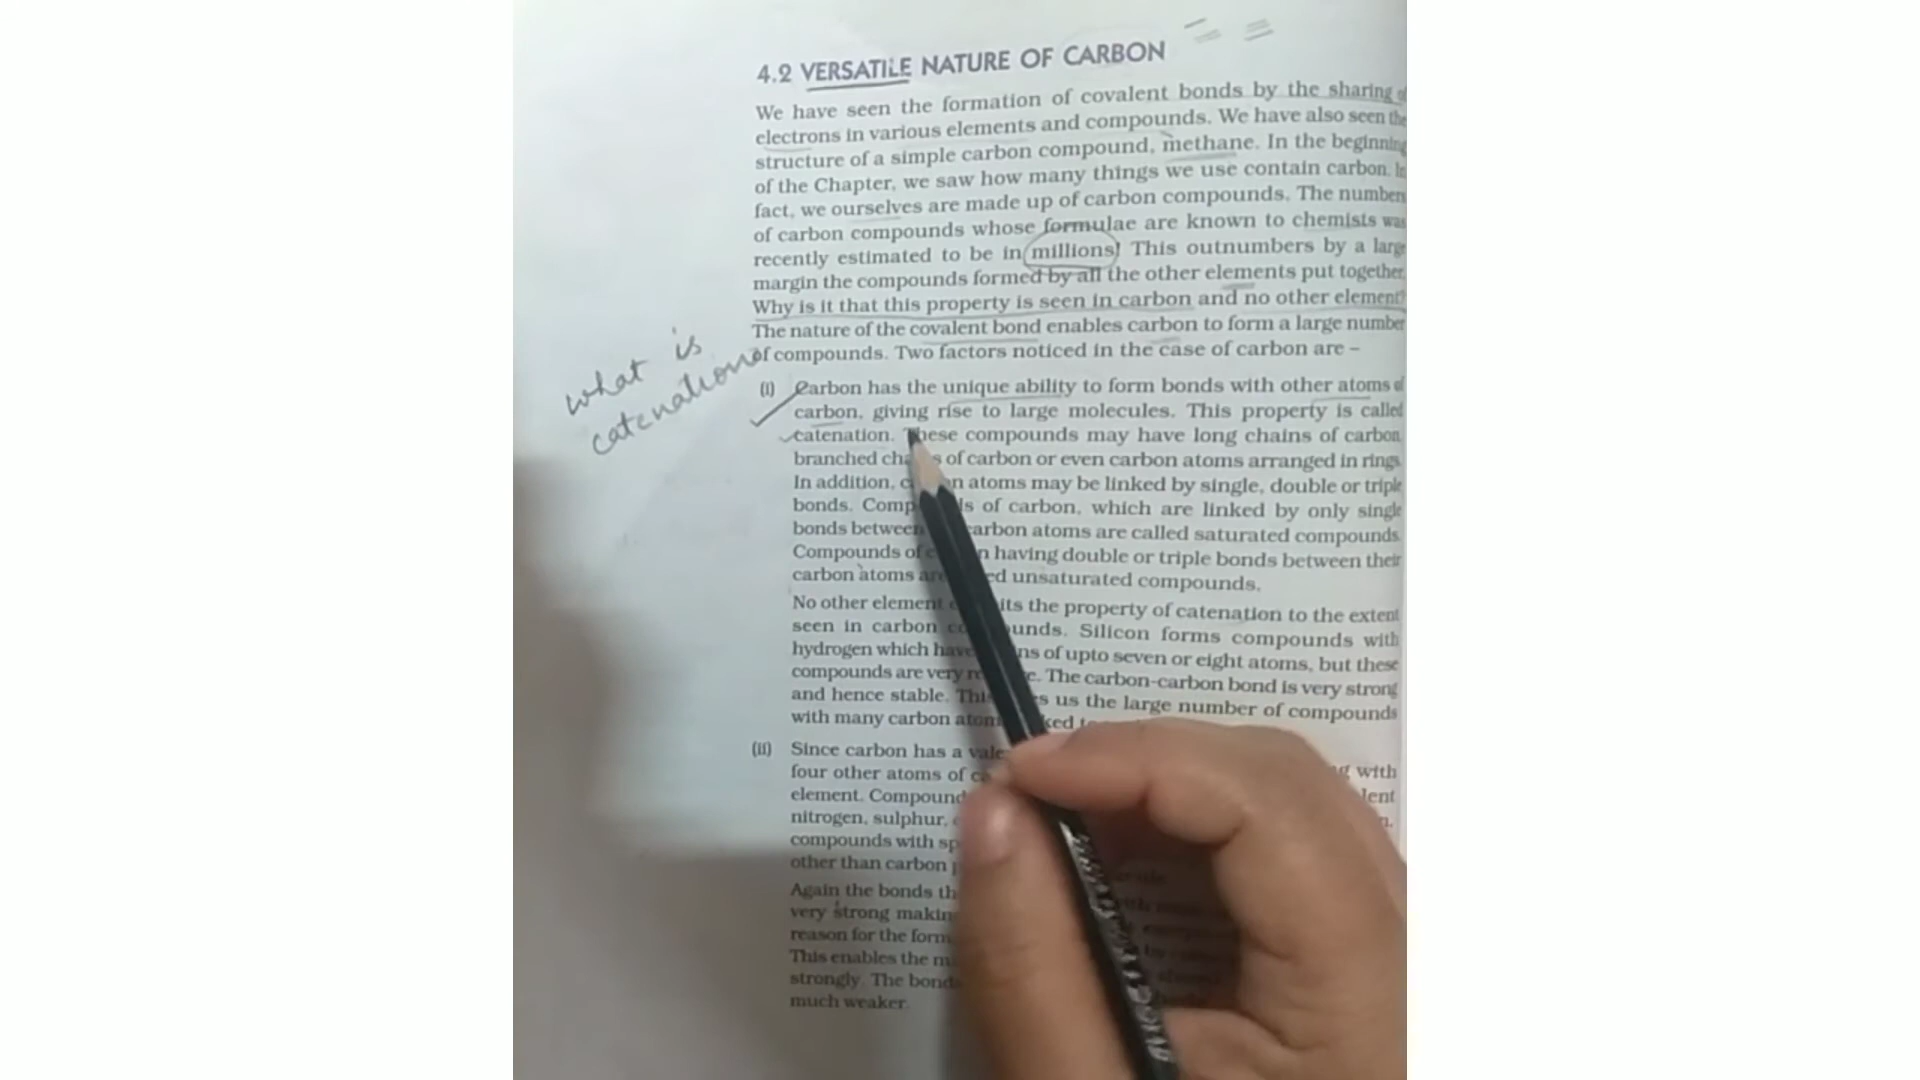 4.2 VERSATILE NATURE OF CARBON
We have seen the formation of covalent bonds by the sharing of
electrons in various elements and compounds. We have also seen the
structure of a simple carbon compound, methane. In the beginning
of the Chapter, we saw how many things we use contain carbon. In
fact, we ourselves are made up of carbon compounds. The numbers
of carbon compounds whose formulae are known to chemists was
recently estimated to be in millions! This outnumbers by a large
margin the compounds formed by all the other elements put together.
Why is it that this property is seen in carbon and no other element?
The nature of the covalent bond enables carbon to form a large number
of compounds. Two factors noticed in the case of carbon are –
what is
catenation
(i) Carbon has the unique ability to form bonds with other atoms of
carbon, giving rise to large molecules. This property is called
catenation. These compounds may have long chains of carbon,
branched of carbon or even carbon atoms arranged in rings.
In addition, atoms may be linked by single, double or triple
bonds. of carbon, which are linked by only single
bonds between carbon atoms are called saturated compounds.
Compounds of having double or triple bonds between their
carbon atoms unsaturated compounds.
No other element the property of catenation to the extent
seen in carbon Silicon forms compounds with
hydrogen which have of upto seven or eight atoms, but these
compounds are very The carbon-carbon bond is very strong
and hence stable. us the large number of compounds
with many carbon
(ii) Since carbon has a
four other atoms of with
element.
nitrogen, sulphur,
compounds with
other than carbon
Again the bonds
very strong
reason for the
This enables the
strongly. The
much weaker.